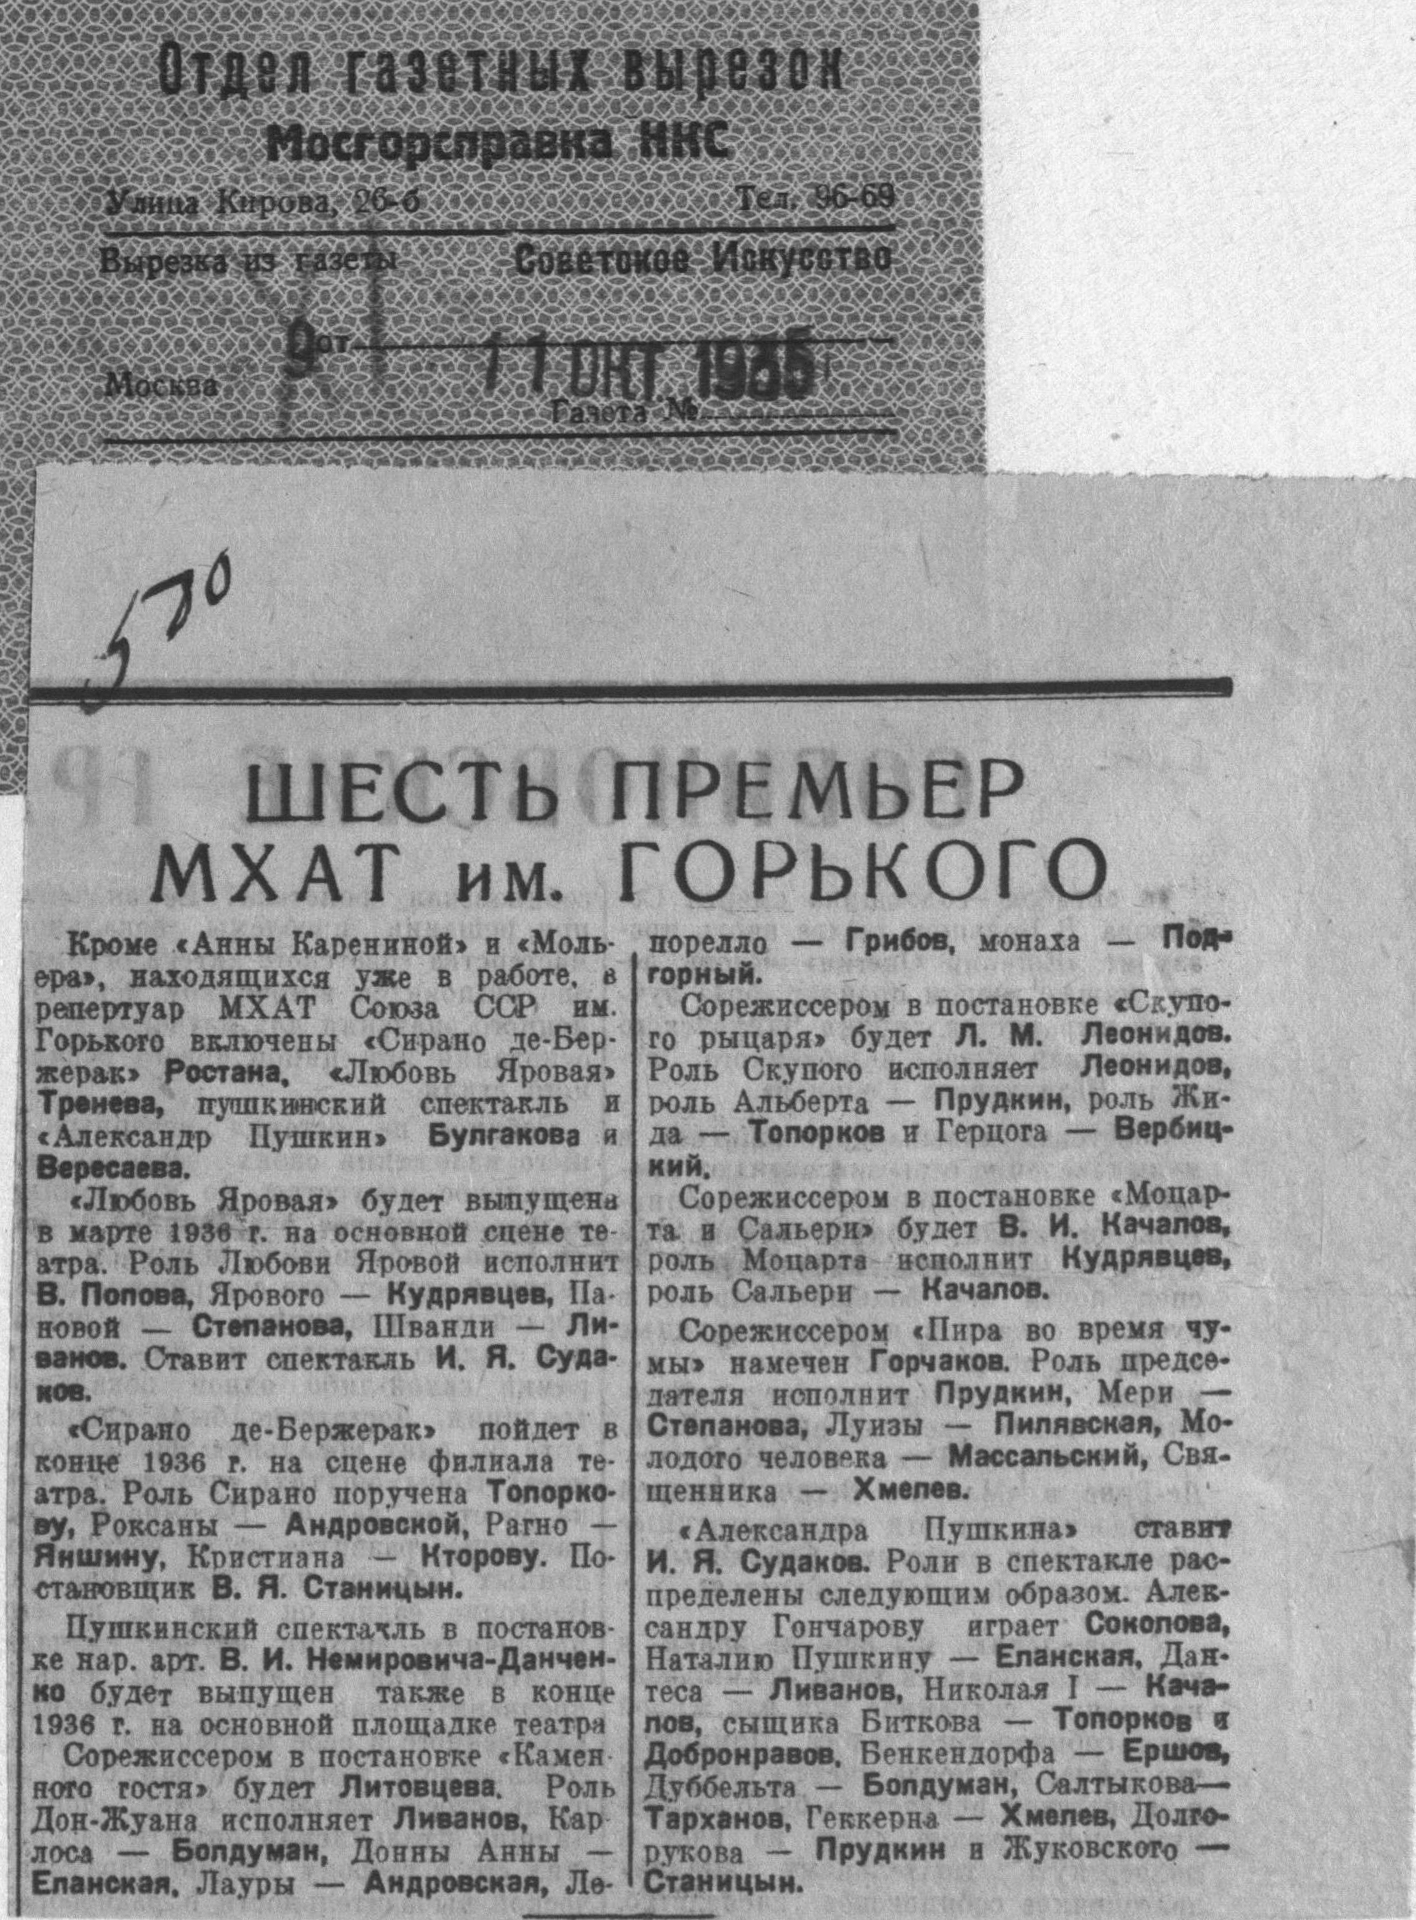 Отдел газетных вырезок
Мосгорсправка НКС
Улица Кирова, 26-б Тел. 96-69
Вырезка из газеты Советское Искусство
9 от 11 ОКТ. 1935
Москва Газета №
570
ШЕСТЬ ПРЕМЬЕР
МХАТ им. ГОРЬКОГО
Кроме «Анны Карениной» и «Моль-
ера», находящихся уже в работе, в
репертуар МХАТ Союза ССР им.
Горького включены «Сирано де-Бер-
жерак» Ростана, «Любовь Яровая»
Тренева, пушкинский спектакль и
«Александр Пушкин» Булгакова и
Вересаева.
«Любовь Яровая» будет выпущена
в марте 1936 г. на основной сцене те-
атра. Роль Любови Яровой исполнит
В. Попова, Ярового — Кудрявцев, Па-
новой — Степанова, Шванди — Ли-
ванов. Ставит спектакль И. Я. Суда-
ков.
«Сирано де-Бержерак» пойдет в
конце 1936 г. на сцене филиала те-
атра. Роль Сирано поручена Топорко-
ву, Роксаны — Андровской, Рагно —
Яншину, Кристиана — Кторову. По-
становщик В. Я. Станицын.
Пушкинский спектакль в постанов-
ке нар. арт. В. И. Немировича-Данчен-
ко будет выпущен также в конце
1936 г. на основной площадке театра
Сорежиссером в постановке «Камен-
ного гостя» будет Литовцева. Роль
Дон-Жуана исполняет Ливанов, Кар-
лоса — Болдуман, Донны Анны —
Еланская, Лауры — Андровская, Ле-
порелло — Грибов, монаха — Под-
горный.
Сорежиссером в постановке «Скупо-
го рыцаря» будет Л. М. Леонидов.
Роль Скупого исполняет Леонидов,
роль Альберта — Прудкин, роль Жи-
да — Топорков и Герцога — Вербиц-
кий.
Сорежиссером в постановке «Моцар-
та и Сальери» будет В. И. Качалов,
роль Моцарта исполнит Кудрявцев,
роль Сальери — Качалов.
Сорежиссером «Пира во время чу-
мы» намечен Горчаков. Роль предсе-
дателя исполнит Прудкин, Мери —
Степанова, Луизы — Пилявская, Мо-
лодого человека — Массальский, Свя-
щенника — Хмелев.
«Александра Пушкина» ставит
И. Я. Судаков. Роли в спектакле рас-
пределены следующим образом. Алек-
сандру Гончарову играет Соколова,
Наталию Пушкину — Еланская, Дан-
теса — Ливанов, Николая I — Кача-
лов, сыщика Биткова — Топорков и
Добронравов, Бенкендорфа — Ершов,
Дуббельта — Болдуман, Салтыкова—
Тарханов, Геккерна — Хмелев, Долго-
рукова — Прудкин и Жуковского —
Станицын.